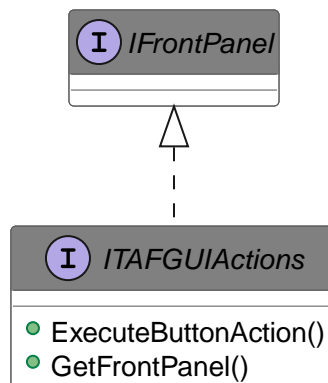 I IFrontPanel
I ITAFGUIActions
ExecuteButtonAction()
GetFrontPanel()